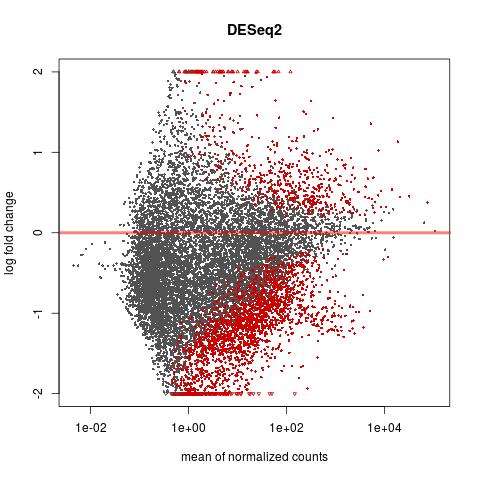 DESeq2
log fold change
2
1
0
-1
-2
1e-02
1e+00
1e+02
1e+04
mean of normalized counts